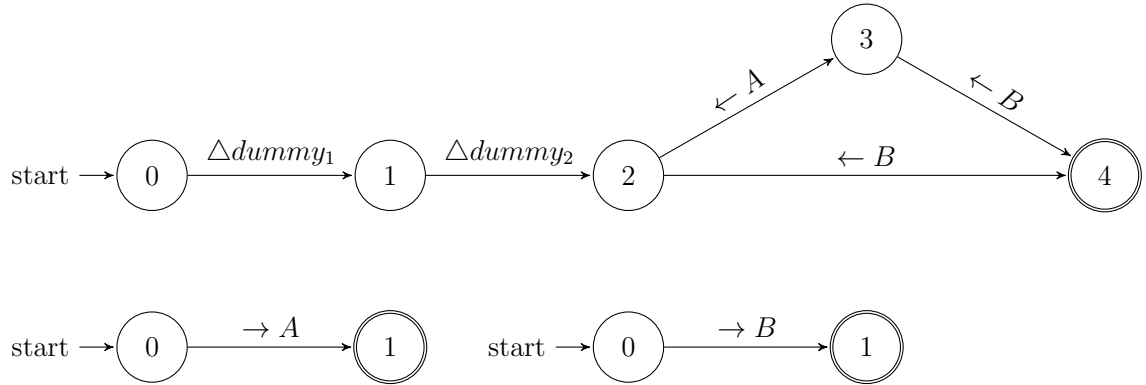 3
← A
← B
start 0 △dummy₁ 1 △dummy₂ 2 ← B 4
start 0 → A 1
start 0 → B 1